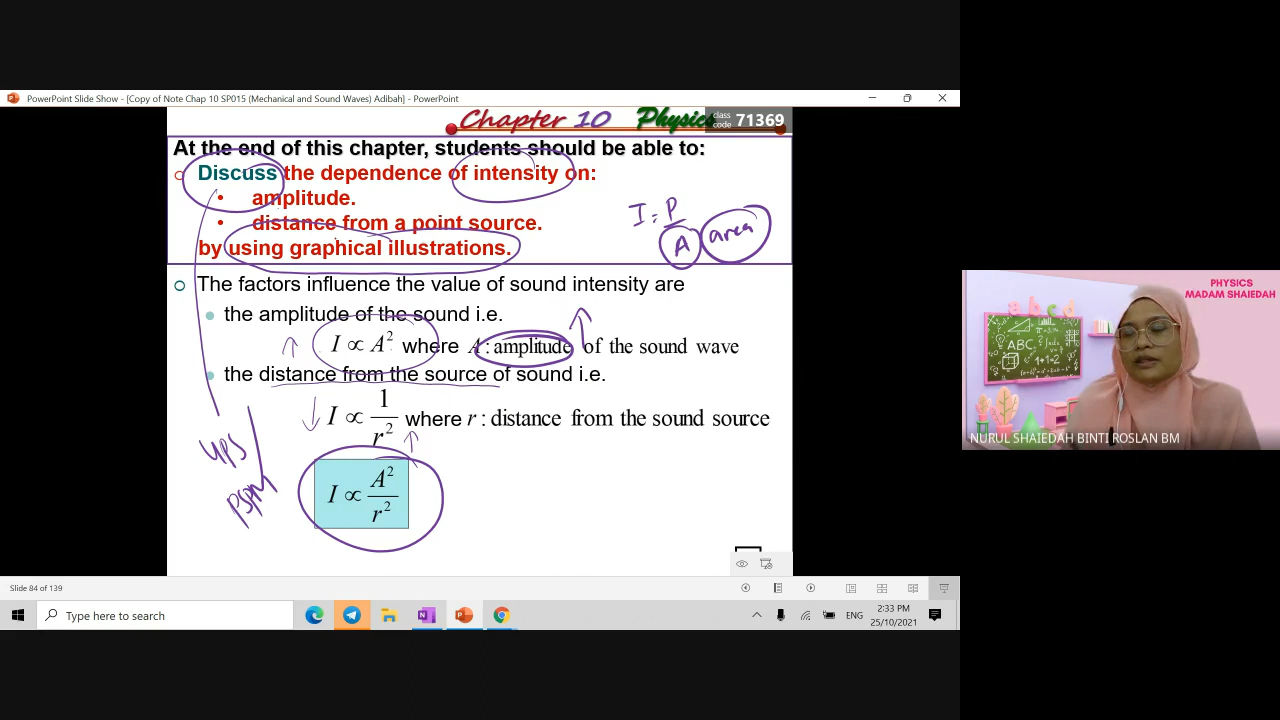 PowerPoint Slide Show - [Copy of Note Chap 10 SP015 (Mechanical and Sound Waves) Adibah] - PowerPoint
Chapter 10 Physics
class code 71369
At the end of this chapter, students should be able to:
Discuss the dependence of intensity on:
• amplitude.
• distance from a point source.
by using graphical illustrations.
I = P/A area
The factors influence the value of sound intensity are
the amplitude of the sound i.e.
I ∝ A² where A : amplitude of the sound wave
the distance from the source of sound i.e.
I ∝ 1/r² where r : distance from the sound source
I ∝ A²/r²
UPS
PSPM
PHYSICS
MADAM SHAIEDAH
ABC
1+1=2
NURUL SHAIEDAH BINTI ROSLAN BM
Slide 84 of 139
Type here to search
ENG
2:33 PM
25/10/2021